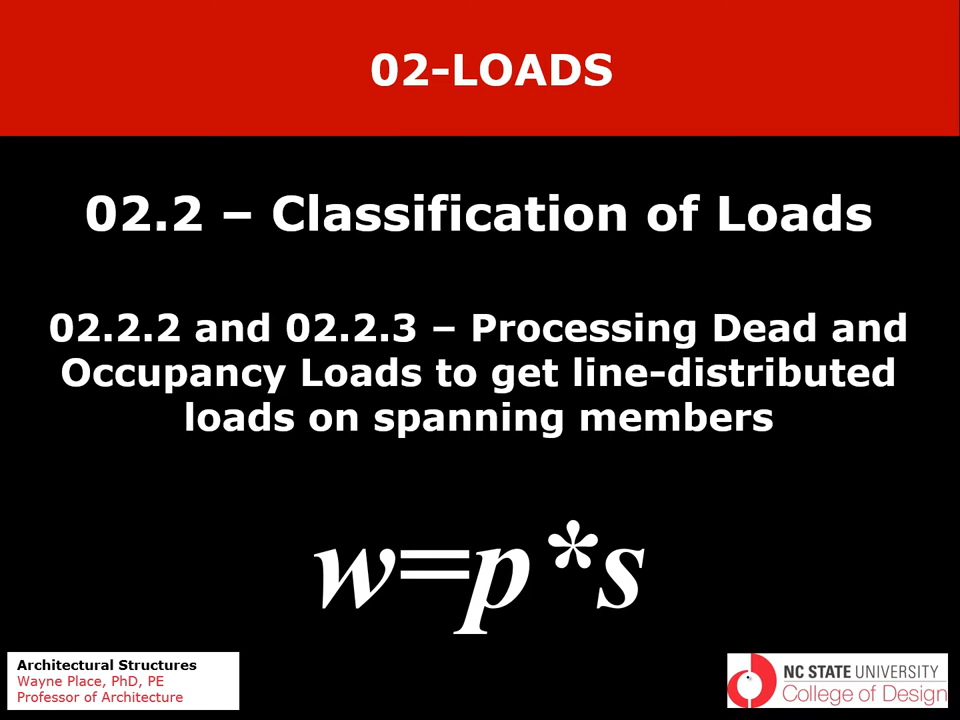 02-LOADS
02.2 – Classification of Loads
02.2.2 and 02.2.3 – Processing Dead and
Occupancy Loads to get line-distributed
loads on spanning members
w=p*s
Architectural Structures
Wayne Place, PhD, PE
Professor of Architecture
NC STATE UNIVERSITY
College of Design